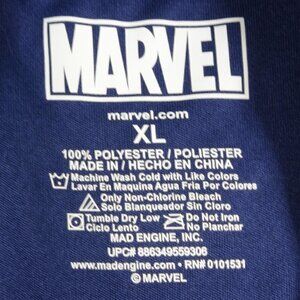 MARVEL
marvel.com
XL
100% POLYESTER / POLIESTER
MADE IN / HECHO EN CHINA
Machine Wash Cold with Like Colors
Lavar En Maquina Agua Fria Por Colores
Only Non-Chlorine Bleach
Solo Blanqueador Sin Cloro
Tumble Dry Low Do Not Iron
Ciclo Lento No Planchar
MAD ENGINE, INC.
UPC# 886349559306
www.madengine.com • RN# 0101531
© MARVEL